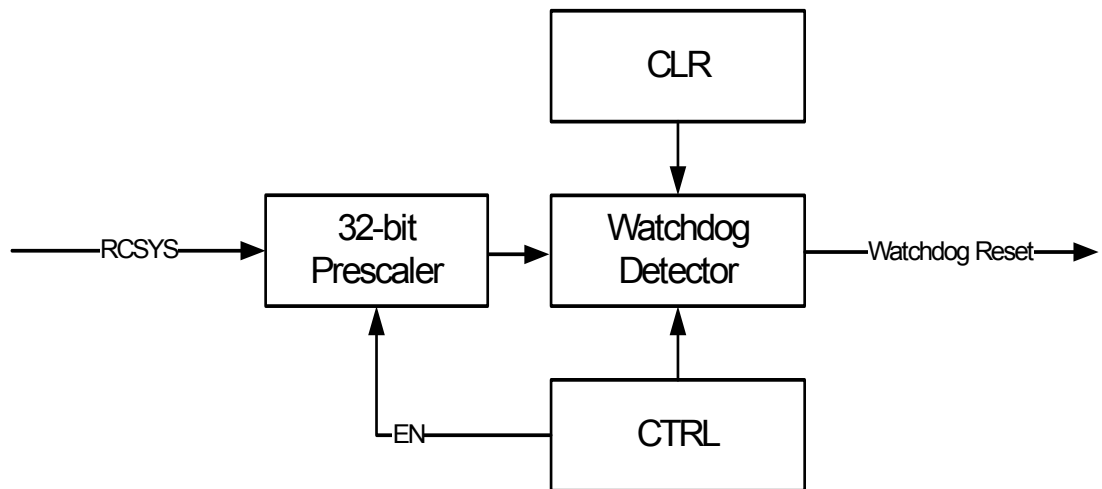 CLR
RCSYS
32-bit
Prescaler
Watchdog
Detector
Watchdog Reset
EN
CTRL